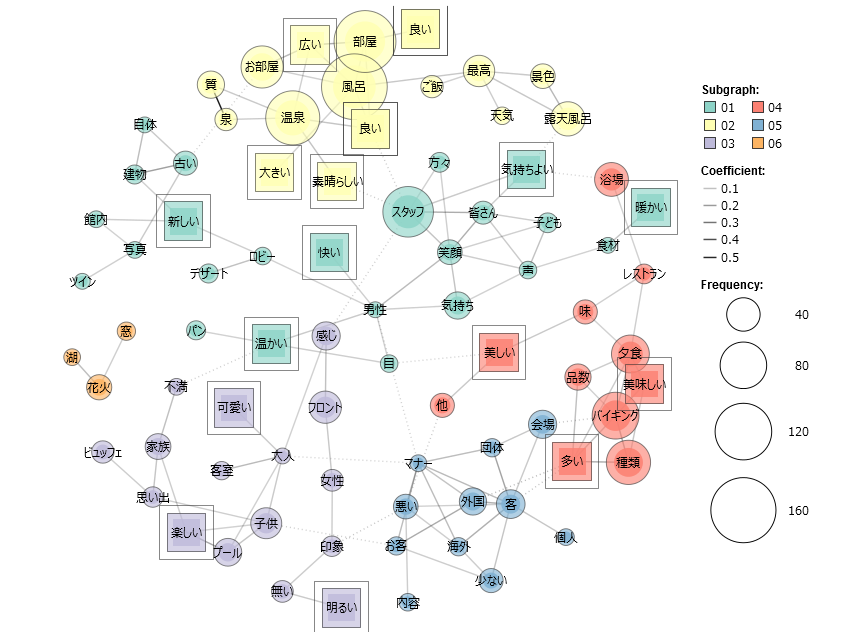 良い
部屋
広い
お部屋
最高
景色
質
風呂
ご飯
泉
温泉
良い
天気
露天風呂
自体
古い
建物
大きい
素晴らしい
方々
気持ちよい
浴場
新しい
館内
スタッフ
皆さん
子ども
暖かい
写真
ロビー
快い
笑顔
食材
デザート
声
レストラン
ツイン
男性
気持ち
味
窓
パン
温かい
感じ
美しい
夕食
湖
目
品数
美味しい
花火
不満
可愛い
フロント
他
バイキング
会場
ビュッフェ
家族
大人
客室
マナー
団体
多い
種類
女性
思い出
悪い
外国
客
楽しい
子供
プール
印象
お客
海外
個人
無い
少ない
明るい
内容
Subgraph:
01 04
02 05
03 06
Coefficient:
0.1
0.2
0.3
0.4
0.5
Frequency:
40
80
120
160